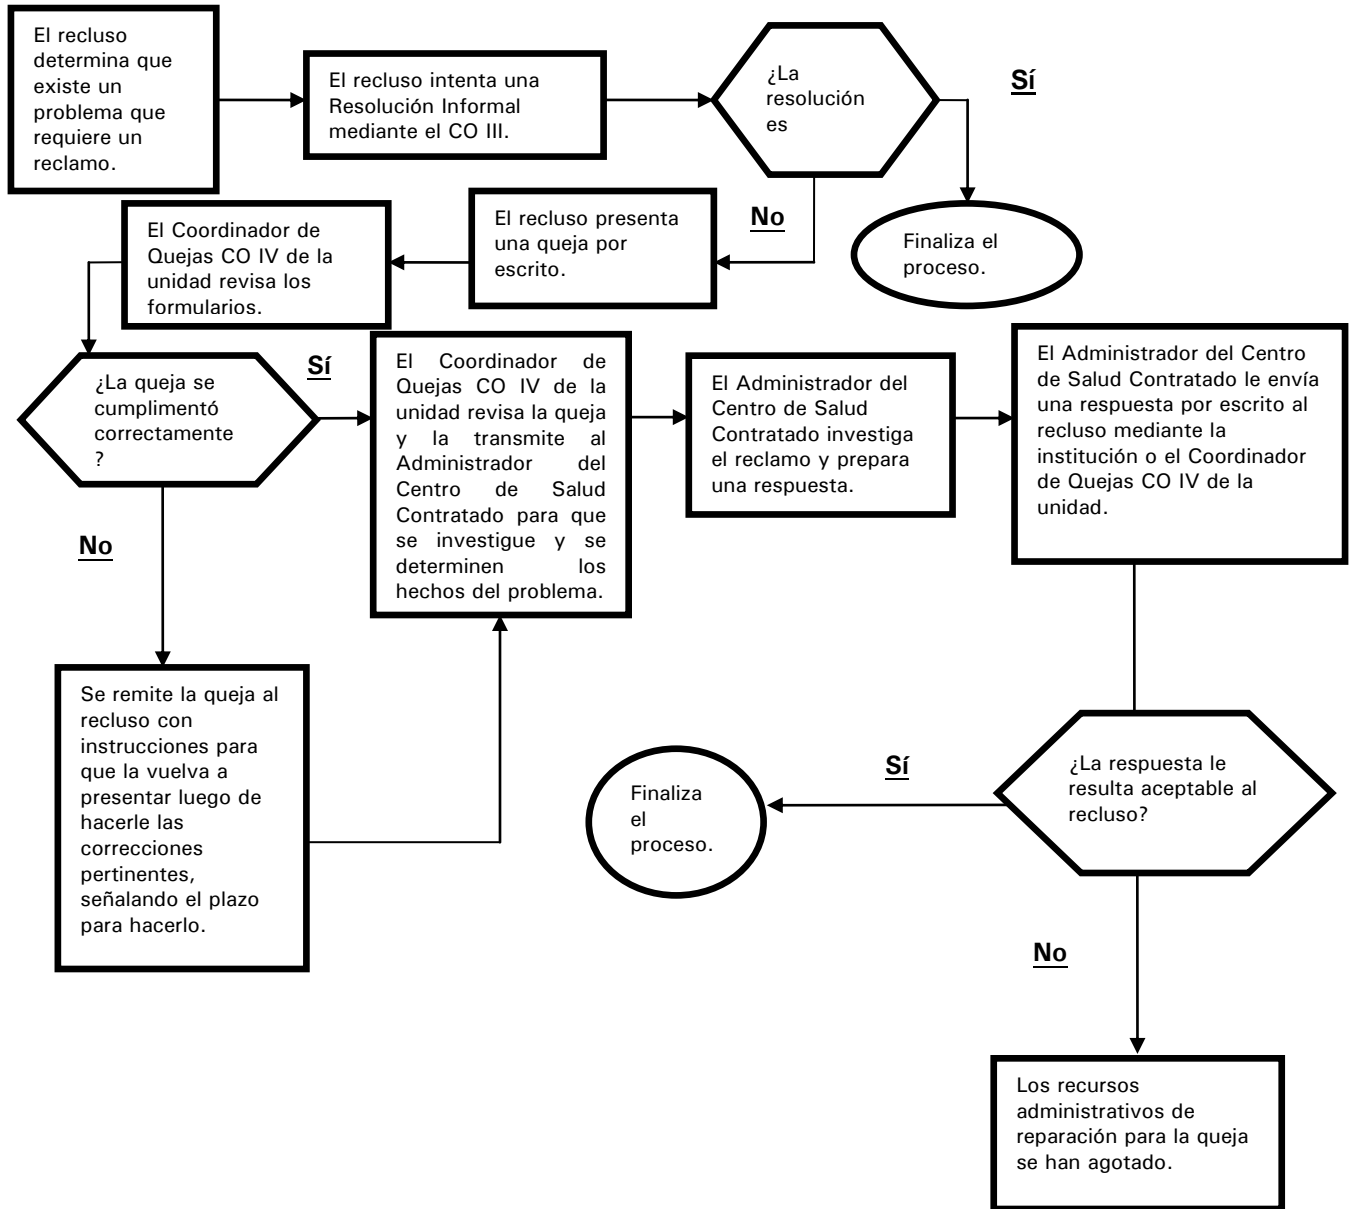 El recluso
determina que
existe un
problema que
requiere un
reclamo.
El recluso intenta una
Resolución Informal
mediante el CO III.
¿La
resolución
es
Sí
Finaliza el
proceso.
No
El recluso presenta
una queja por
escrito.
El Coordinador de
Quejas CO IV de la
unidad revisa los
formularios.
¿La queja se
cumplimentó
correctamente
?
Sí
El Coordinador de
Quejas CO IV de la
unidad revisa la queja
y la transmite al
Administrador del
Centro de Salud
Contratado para que
se investigue y se
determinen los
hechos del problema.
El Administrador del
Centro de Salud
Contratado investiga
el reclamo y prepara
una respuesta.
El Administrador del Centro
de Salud Contratado le envía
una respuesta por escrito al
recluso mediante la
institución o el Coordinador
de Quejas CO IV de la
unidad.
No
Se remite la queja al
recluso con
instrucciones para
que la vuelva a
presentar luego de
hacerle las
correcciones
pertinentes,
señalando el plazo
para hacerlo.
¿La respuesta le
resulta aceptable al
recluso?
Sí
Finaliza
el
proceso.
No
Los recursos
administrativos de
reparación para la queja
se han agotado.